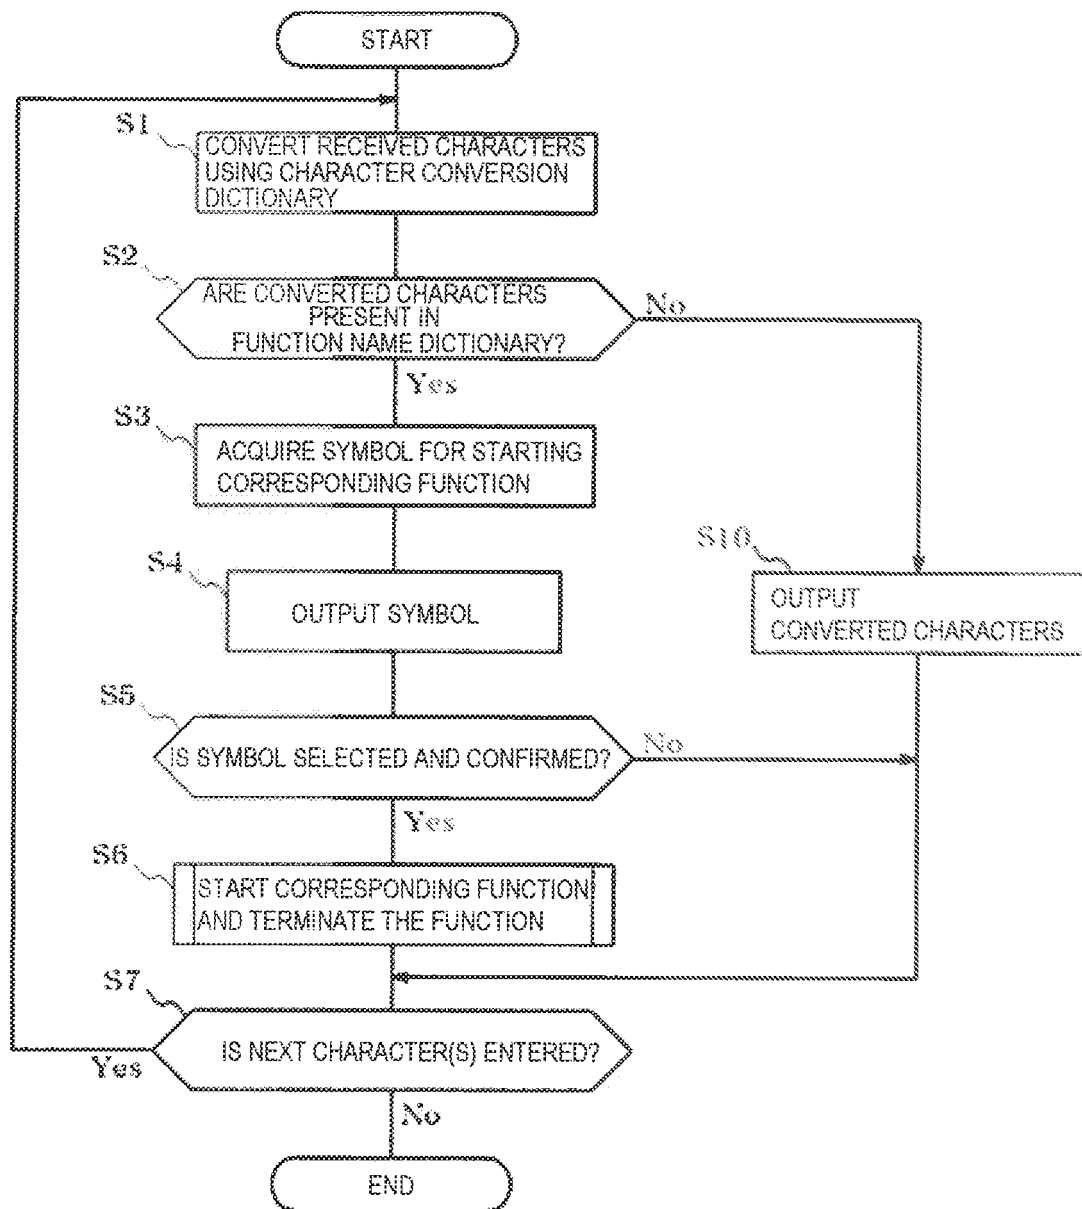 START
S1
CONVERT RECEIVED CHARACTERS
USING CHARACTER CONVERSION
DICTIONARY
S2
ARE CONVERTED CHARACTERS
PRESENT IN
FUNCTION NAME DICTIONARY?
No
Yes
S3
ACQUIRE SYMBOL FOR STARTING
CORRESPONDING FUNCTION
S4
OUTPUT SYMBOL
S10
OUTPUT
CONVERTED CHARACTERS
S5
IS SYMBOL SELECTED AND CONFIRMED?
No
Yes
S6
START CORRESPONDING FUNCTION
AND TERMINATE THE FUNCTION
S7
IS NEXT CHARACTER(S) ENTERED?
Yes
No
END